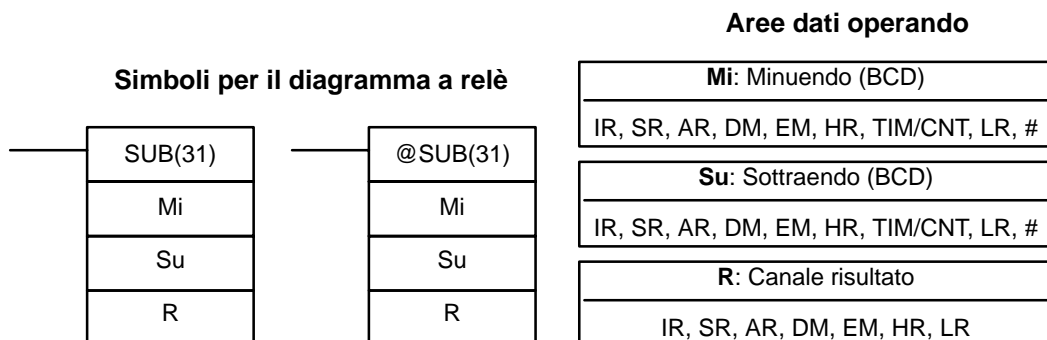 Aree dati operando
Simboli per il diagramma a relè
Mi: Minuendo (BCD)
IR, SR, AR, DM, EM, HR, TIM/CNT, LR, #
SUB(31)
@SUB(31)
Mi
Mi
Su: Sottraendo (BCD)
IR, SR, AR, DM, EM, HR, TIM/CNT, LR, #
Su
Su
R: Canale risultato
R
R
IR, SR, AR, DM, EM, HR, LR